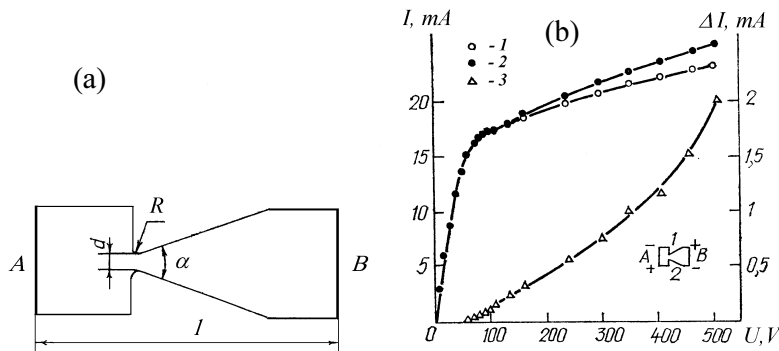 (a)
R
d
A
α
B
l
I, mA
(b)
ΔI, mA
○ - 1
● - 2
△ - 3
20
15
10
5
0
100
200
300
400
500
U, V
2
1,5
1
0,5
1
A - B +
+ -
2